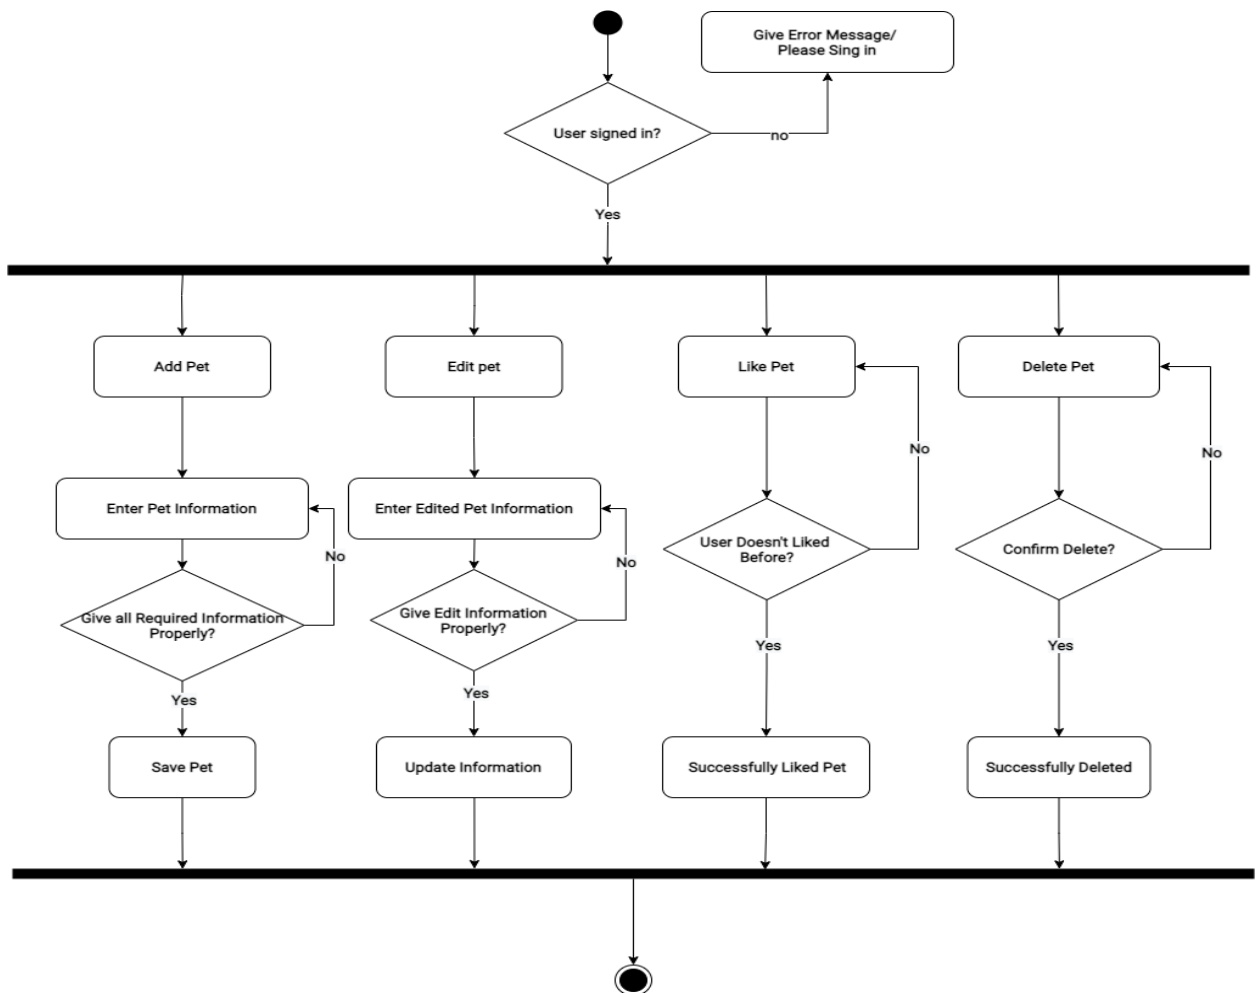 Give Error Message/
Please Sing in
User signed in?
no
Yes
Add Pet
Edit pet
Like Pet
Delete Pet
No
No
Enter Pet Information
Enter Edited Pet Information
User Doesn't Liked
Before?
Confirm Delete?
No
No
Give all Required Information
Properly?
Give Edit Information
Properly?
Yes
Yes
Yes
Yes
Save Pet
Update Information
Successfully Liked Pet
Successfully Deleted